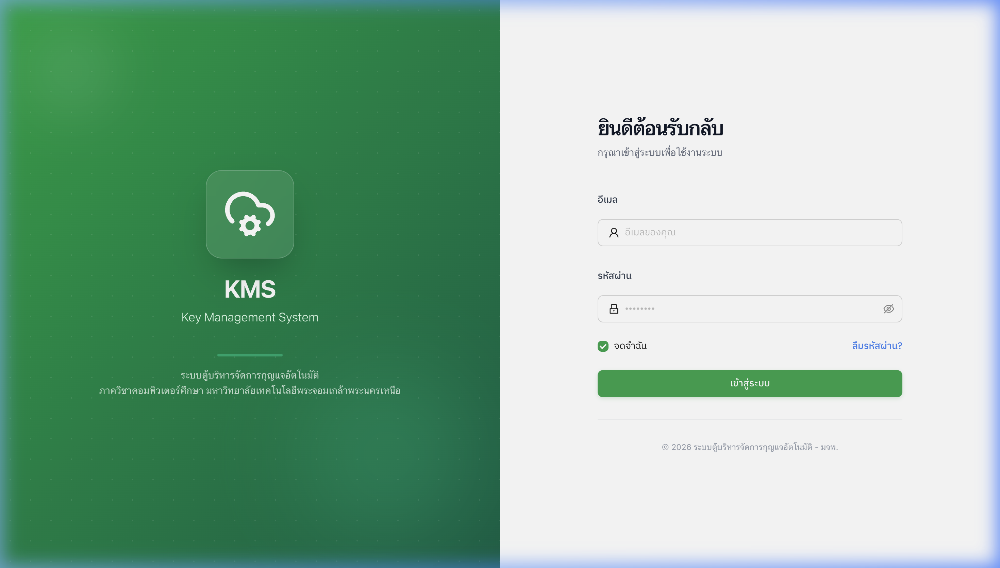 KMS
Key Management System
ระบบตู้บริหารจัดการกุญแจอัตโนมัติ
ภาควิชาคอมพิวเตอร์ศึกษา มหาวิทยาลัยเทคโนโลยีพระจอมเกล้าพระนครเหนือ
ยินดีต้อนรับกลับ
กรุณาเข้าสู่ระบบเพื่อใช้งานระบบ
อีเมล
อีเมลของคุณ
รหัสผ่าน
••••••••
จดจำฉัน
ลืมรหัสผ่าน?
เข้าสู่ระบบ
© 2026 ระบบตู้บริหารจัดการกุญแจอัตโนมัติ - มจพ.